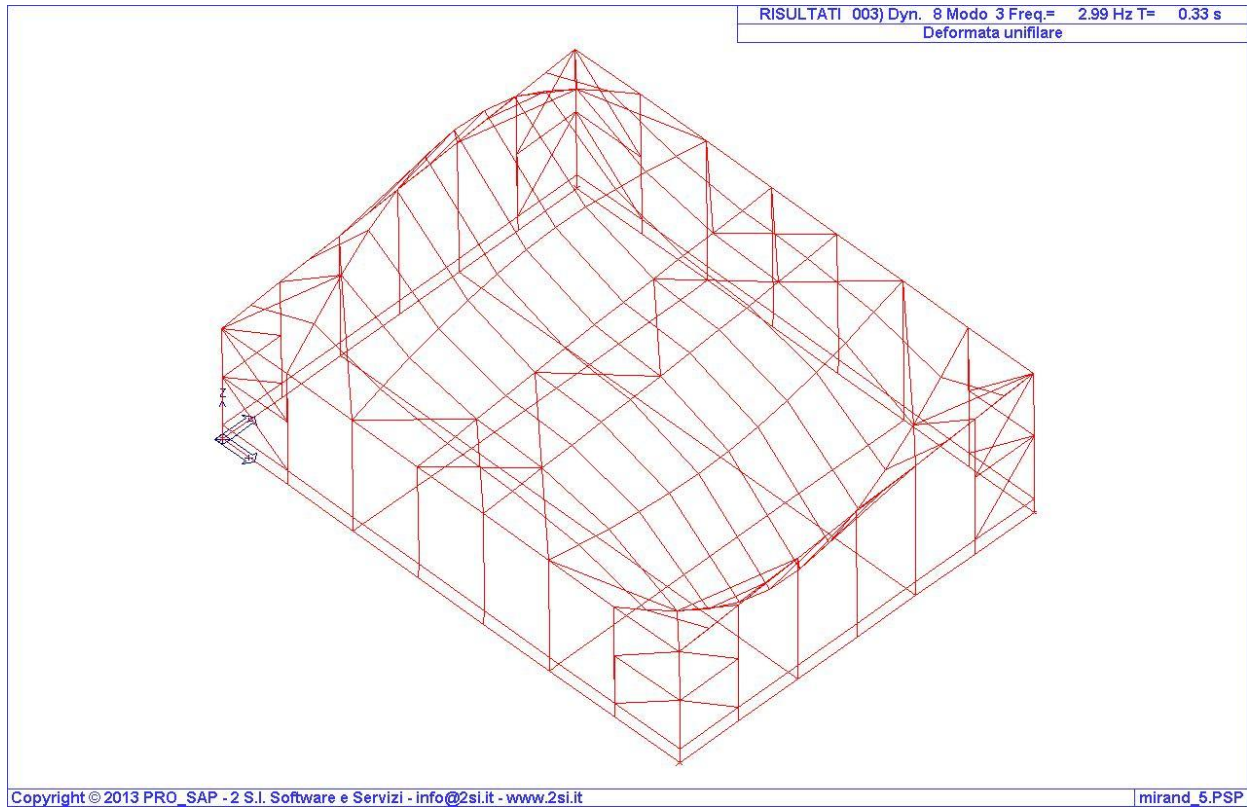 RISULTATI 003) Dyn. 8 Modo 3 Freq.= 2.99 Hz T= 0.33 s
Deformata unifilare
Z
Copyright © 2013 PRO_SAP - 2 S.I. Software e Servizi - info@2si.it - www.2si.it
mirand_5.PSP